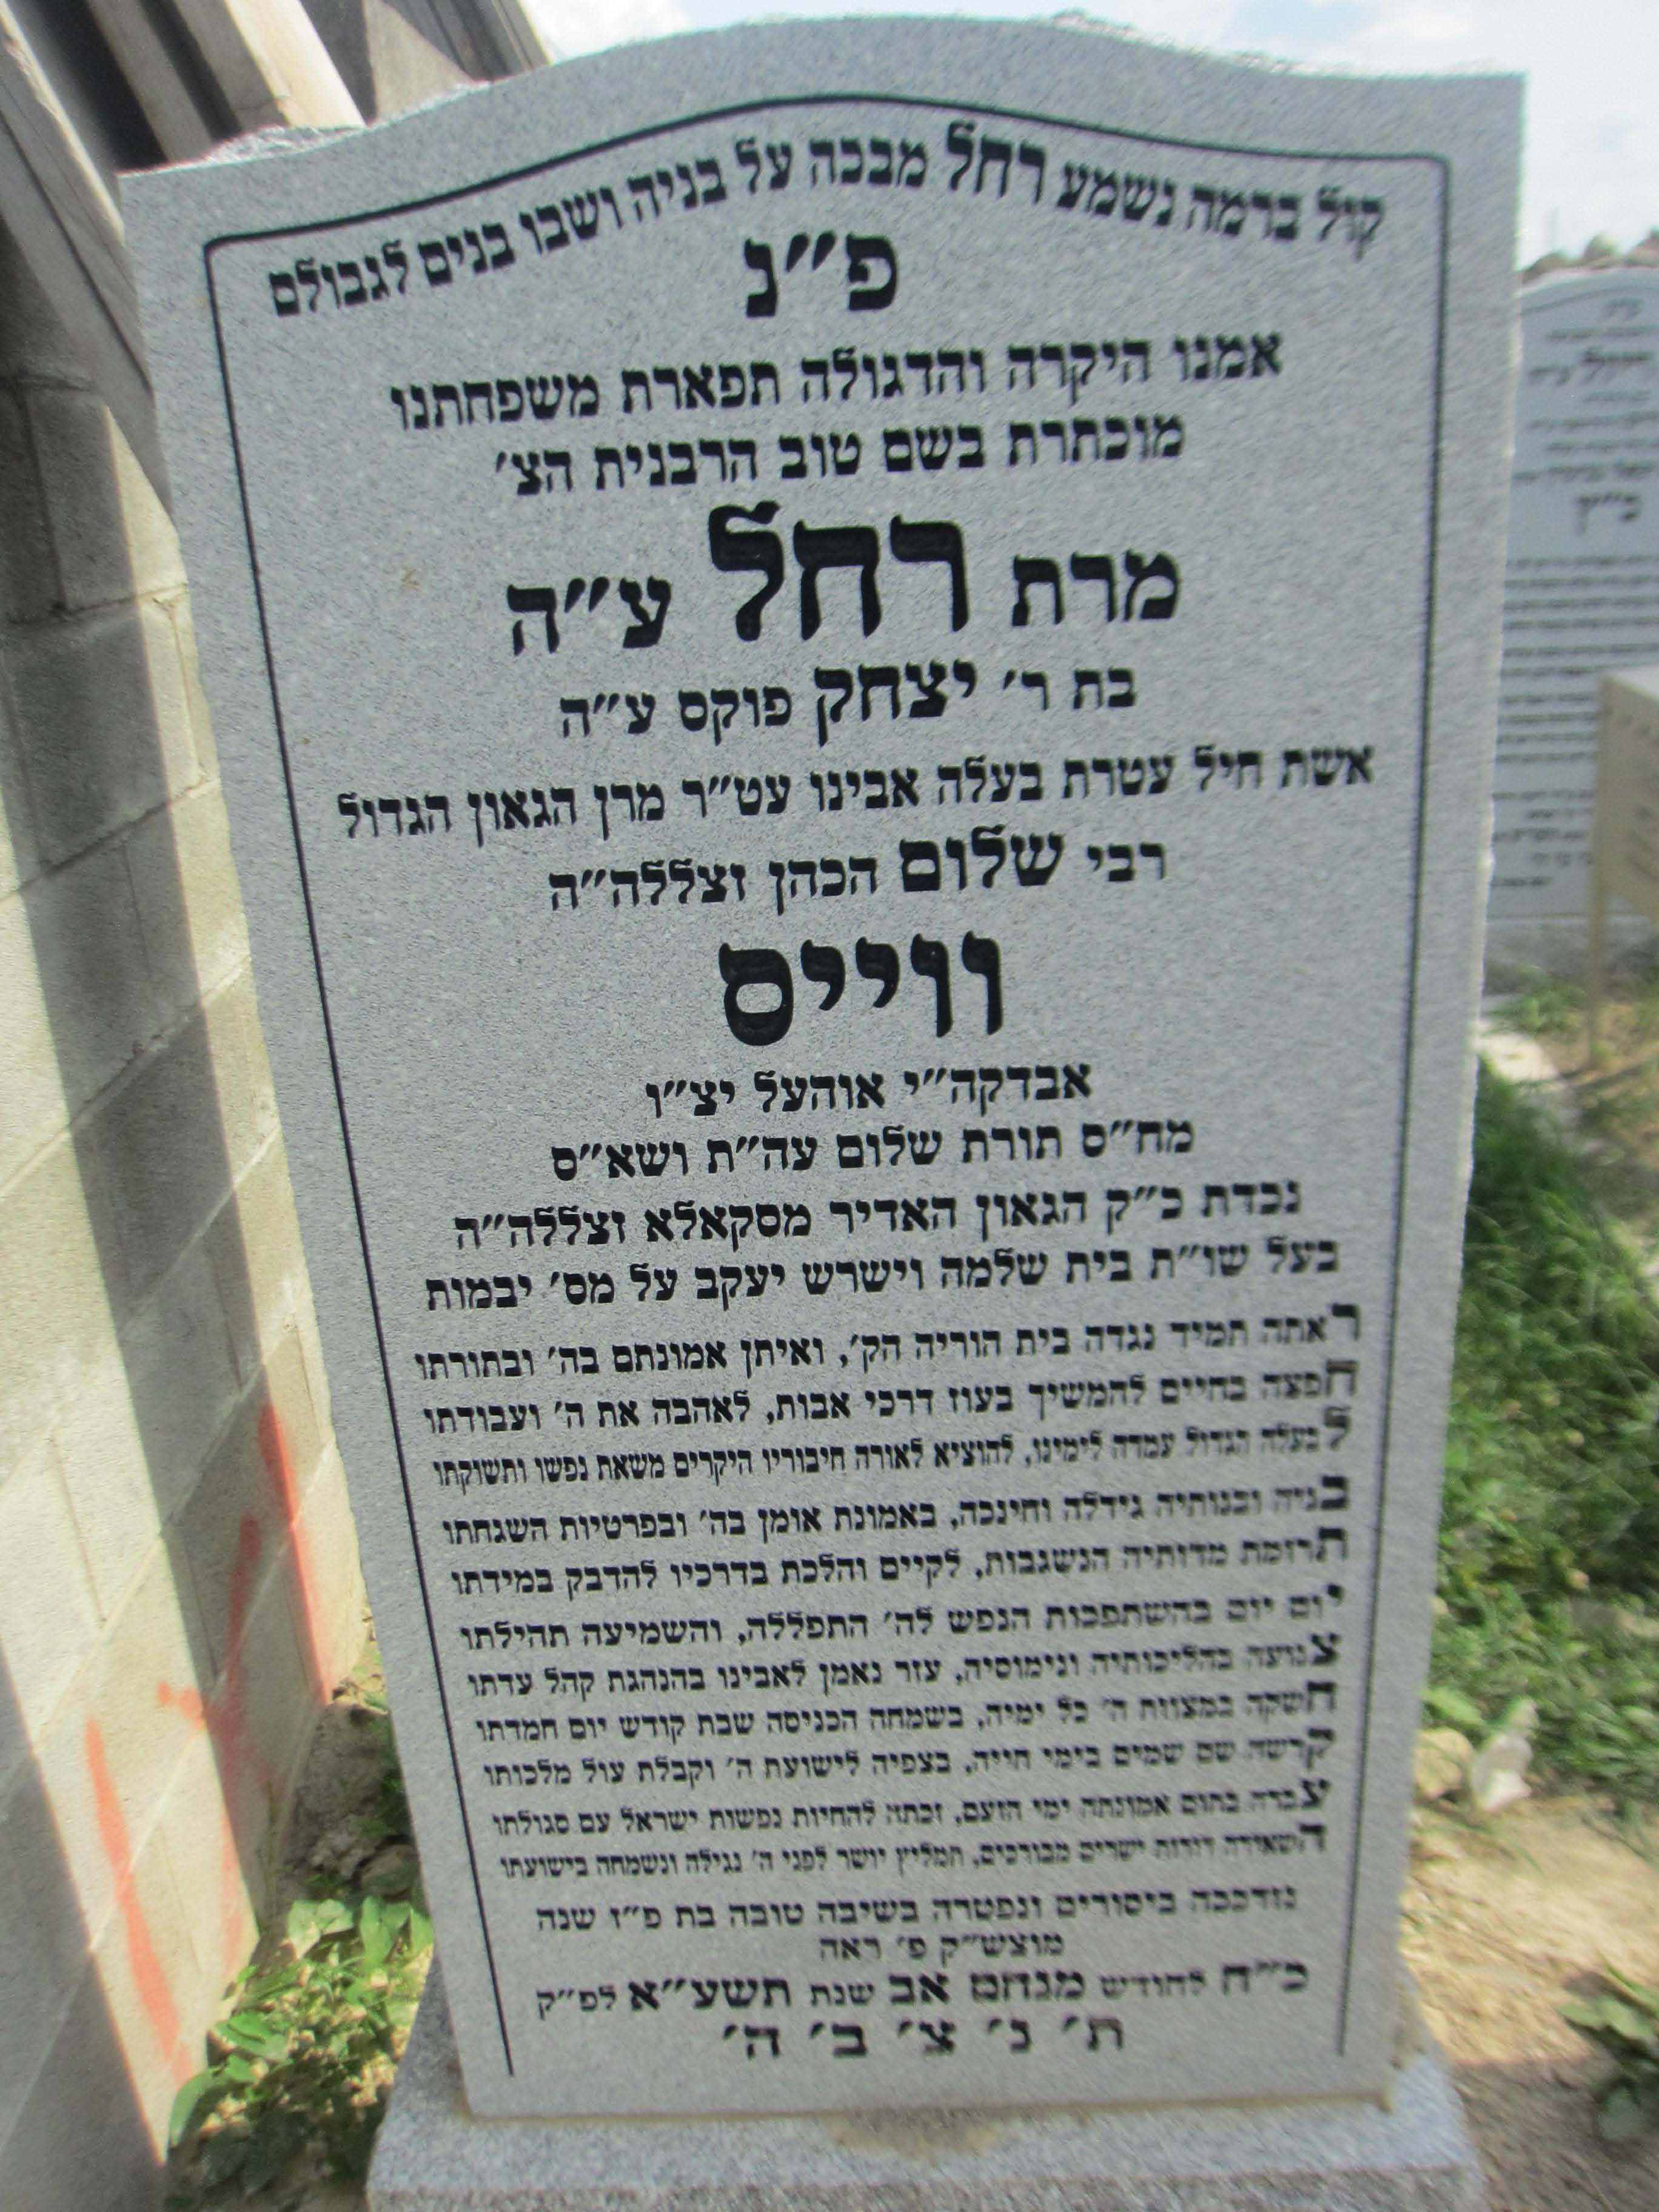 קול ברמה נשמע רחל מבכה על בניה ושבו בנים לגבולם
פ״נ
אמנו היקרה והדגולה תפארת משפחתנו
מוכתרת בשם טוב הרבנית הצ׳
מרת רחל ע״ה
בת ר׳ יצחק פוקס ע״ה
אשת חיל עטרת בעלה אבינו עט״ר מרן הגאון הגדול
רבי שלום הכהן זצללה״ה
ווייס
אבדקה״י אוהעל יצ״ו
מח״ס תורת שלום עה״ת ושא״ס
נכדת כ״ק הגאון האדיר מסקאלא זצללה״ה
בעל שו״ת בית שלמה וישרש יעקב על מס׳ יבמות
ראתה תמיד נגדה בית הוריה הק׳, ואיתן אמונתם בה׳ ובתורתו
חפצה בחיים להמשיך בעוז דרכי אבות, לאהבה את ה׳ ועבודתו
לבעלה הגדול עמדה לימינו, להוציא לאורה חיבוריו היקרים משאת נפשו ותשוקתו
בניה ובנותיה גידלה וחינכה, באמונת אומן בה׳ ובפרטיות השגחתו
תרוממת מדותיה הנשגבות, לקיים והלכת בדרכיו להדבק במידתו
יום יום בהשתפכות הנפש לה׳ התפללה, והשמיעה תהילתו
צנועה בהליכותיה ונימוסיה, עזר נאמן לאבינו בהנהגת קהל עדתו
חשקה במצוות ה׳ כל ימיה, בשמחה הכניסה שבת קודש יום חמדתו
קדשה שם שמים בימי חייה, בצפיה לישועת ה׳ וקבלת עול מלכותו
עברה בתום אמונתה ימי הזעם, זכתה להחיות נפשות ישראל עם סגולתו
השאירה דורות ישרים מבורכים, תמליץ יושר לפני ה׳ נגילה ונשמחה בישועתו
נזדככה ביסורים ונפטרה בשיבה טובה בת פ״ז שנה
מוצש״ק פ׳ ראה
כ״ח לחודש מנחם אב שנת תשע״א לפ״ק
ת׳ נ׳ צ׳ ב׳ ה׳